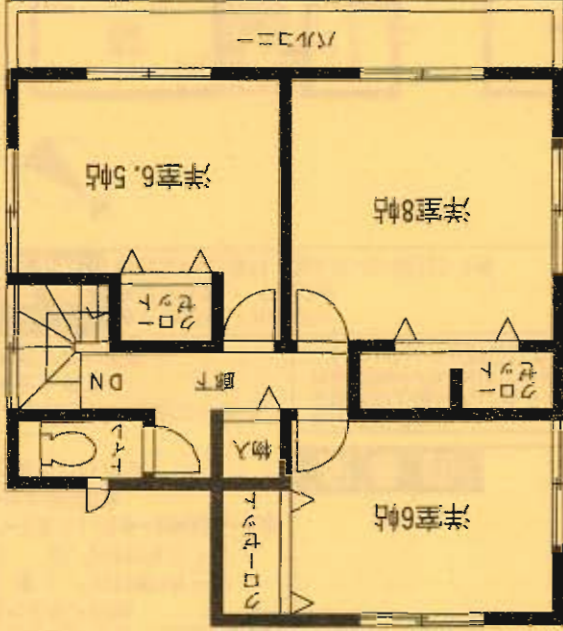 洋室6帖
クローゼット
物入
トイレ
クロー
ゼット
廊下
DN
クロー
ゼット
洋室8帖
洋室6.5帖
バルコニー